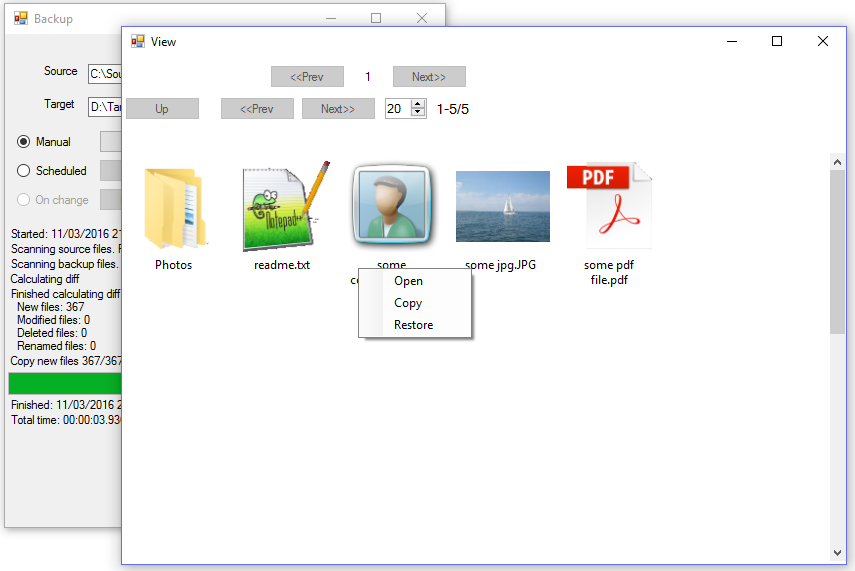 Backup
Source
C:\Sou
Target
D:\Tar
Manual
Scheduled
On change
Started: 11/03/2016 2
Scanning source files.
Scanning backup files.
Calculating diff
Finished calculating diff
New files: 367
Modified files: 0
Deleted files: 0
Renamed files: 0
Copy new files 367/367
Finished: 11/03/2016 2
Total time: 00:00:03.93
View
<<Prev 1 Next>>
Up <<Prev Next>> 20 1-5/5
Notepad++
PDF
Photos
readme.txt
some
some jpg.JPG
some pdf
file.pdf
Open
Copy
Restore